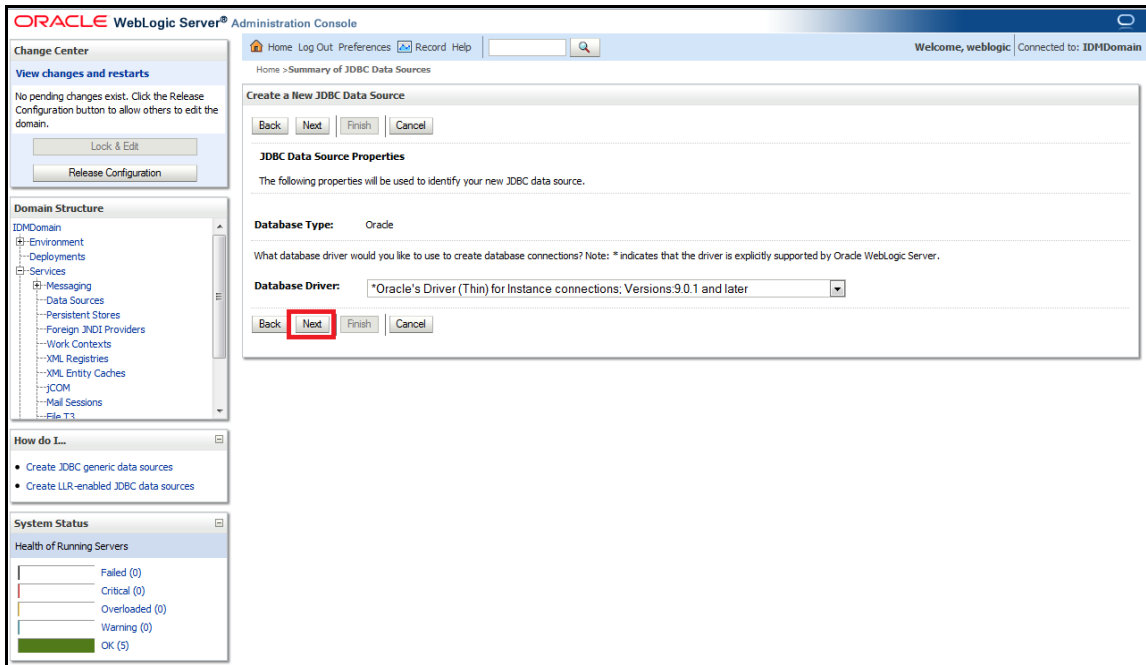 ORACLE WebLogic Server® Administration Console
Change Center
View changes and restarts
No pending changes exist. Click the Release
Configuration button to allow others to edit the
domain.
Lock & Edit
Release Configuration
Domain Structure
IDMDomain
Environment
Deployments
Services
Messaging
Data Sources
Persistent Stores
Foreign JNDI Providers
Work Contexts
XML Registries
XML Entity Caches
jCOM
Mail Sessions
File T3
How do I...
Create JDBC generic data sources
Create LLR-enabled JDBC data sources
System Status
Health of Running Servers
Failed (0)
Critical (0)
Overloaded (0)
Warning (0)
OK (5)
Home Log Out Preferences Record Help
Welcome, weblogic Connected to: IDMDomain
Home >Summary of JDBC Data Sources
Create a New JDBC Data Source
Back Next Finish Cancel
JDBC Data Source Properties
The following properties will be used to identify your new JDBC data source.
Database Type: Oracle
What database driver would you like to use to create database connections? Note: * indicates that the driver is explicitly supported by Oracle WebLogic Server.
Database Driver: *Oracle's Driver (Thin) for Instance connections; Versions:9.0.1 and later
Back Next Finish Cancel